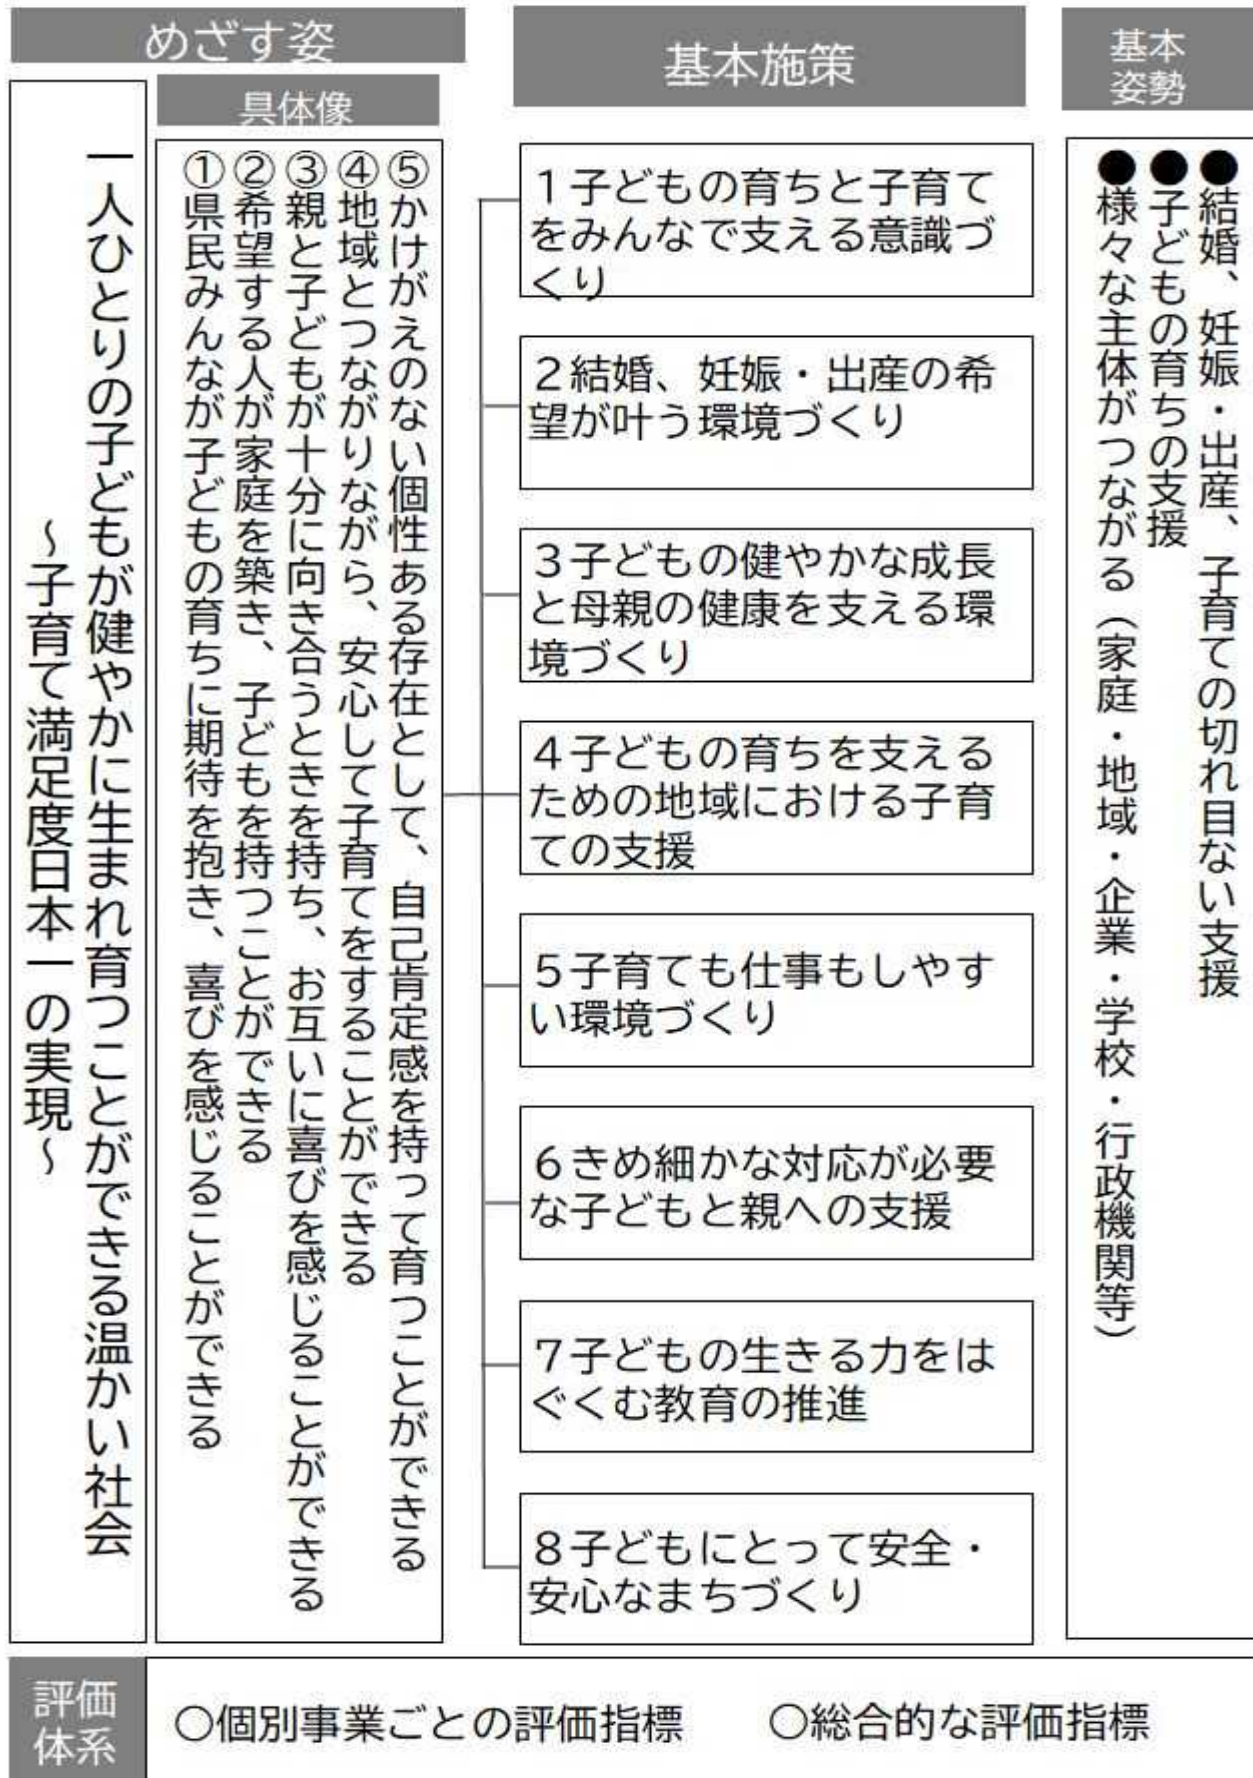 めざす姿
一人ひとりの子どもが健やかに生まれ育つことができる温かい社会
～子育て満足度日本一の実現～
具体像
⑤かけがえのない個性ある存在として、自己肯定感を持って育つことができる
④地域とつながりながら、安心して子育てをすることができる
③親と子どもが十分に向き合うときを持ち、お互いに喜びを感じることができる
②希望する人が家庭を築き、子どもを持つことができる
①県民みんなが子どもの育ちに期待を抱き、喜びを感じることができる
基本施策
1子どもの育ちと子育て
をみんなで支える意識づ
くり
2結婚、妊娠・出産の希
望が叶う環境づくり
3子どもの健やかな成長
と母親の健康を支える環
境づくり
4子どもの育ちを支える
ための地域における子育
ての支援
5子育ても仕事もしやす
い環境づくり
6きめ細かな対応が必要
な子どもと親への支援
7子どもの生きる力をは
ぐくむ教育の推進
8子どもにとって安全・
安心なまちづくり
基本
姿勢
●結婚、妊娠・出産、子育ての切れ目ない支援
●子どもの育ちの支援
●様々な主体がつながる（家庭・地域・企業・学校・行政機関等）
評価
体系
○個別事業ごとの評価指標　○総合的な評価指標